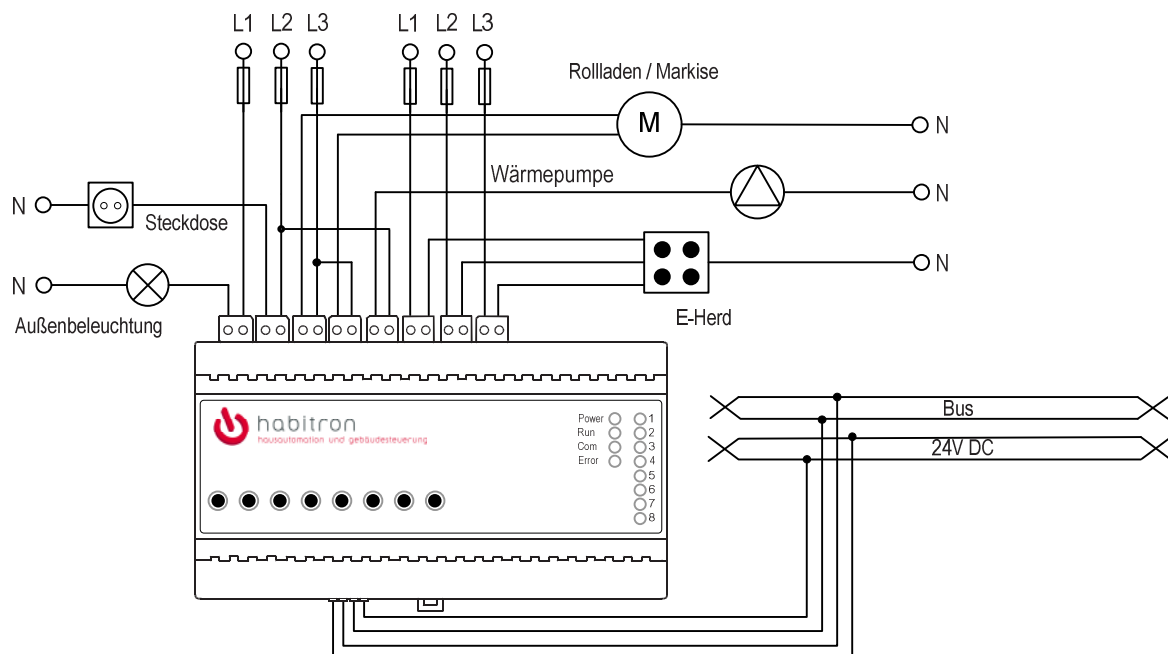 L1 L2 L3 L1 L2 L3
Rollladen / Markise
M
N
Wärmepumpe
N
N
Steckdose
N
N
Außenbeleuchtung
E-Herd
habitron
hausautomation und gebäudesteuerung
Power 1
Run 2
Com 3
Error 4
5
6
7
8
Bus
24V DC